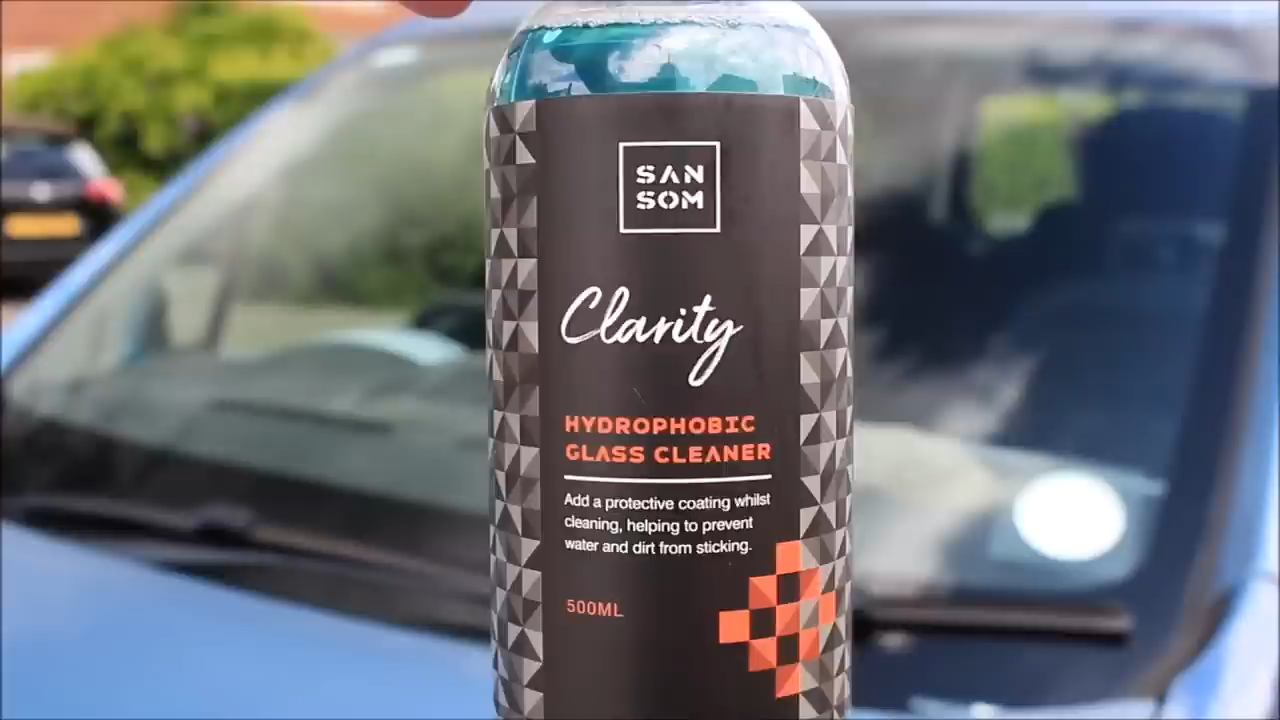 SAN
SOM
Clarity
HYDROPHOBIC
GLASS CLEANER
Add a protective coating whilst
cleaning, helping to prevent
water and dirt from sticking.
500ML